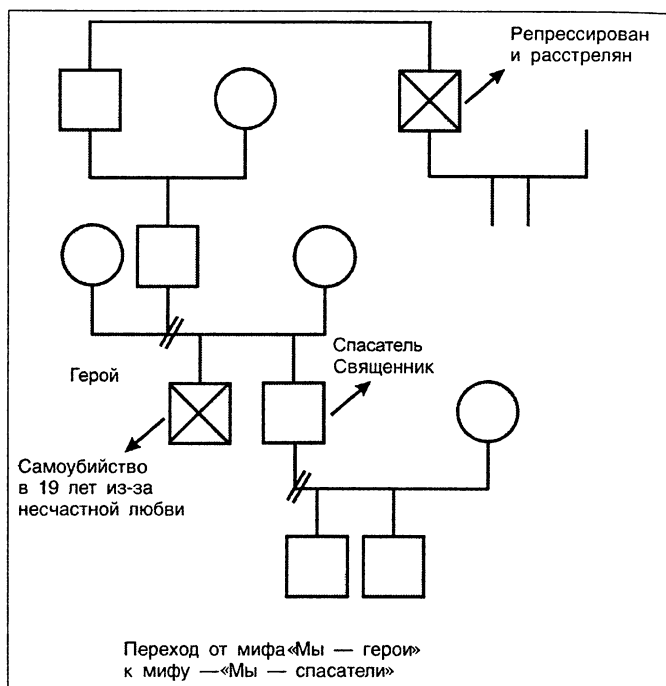 Репрессирован
и расстрелян
Спасатель
Священник
Герой
Самоубийство
в 19 лет из-за
несчастной любви
Переход от мифа «Мы — герои»
к мифу —«Мы — спасатели»